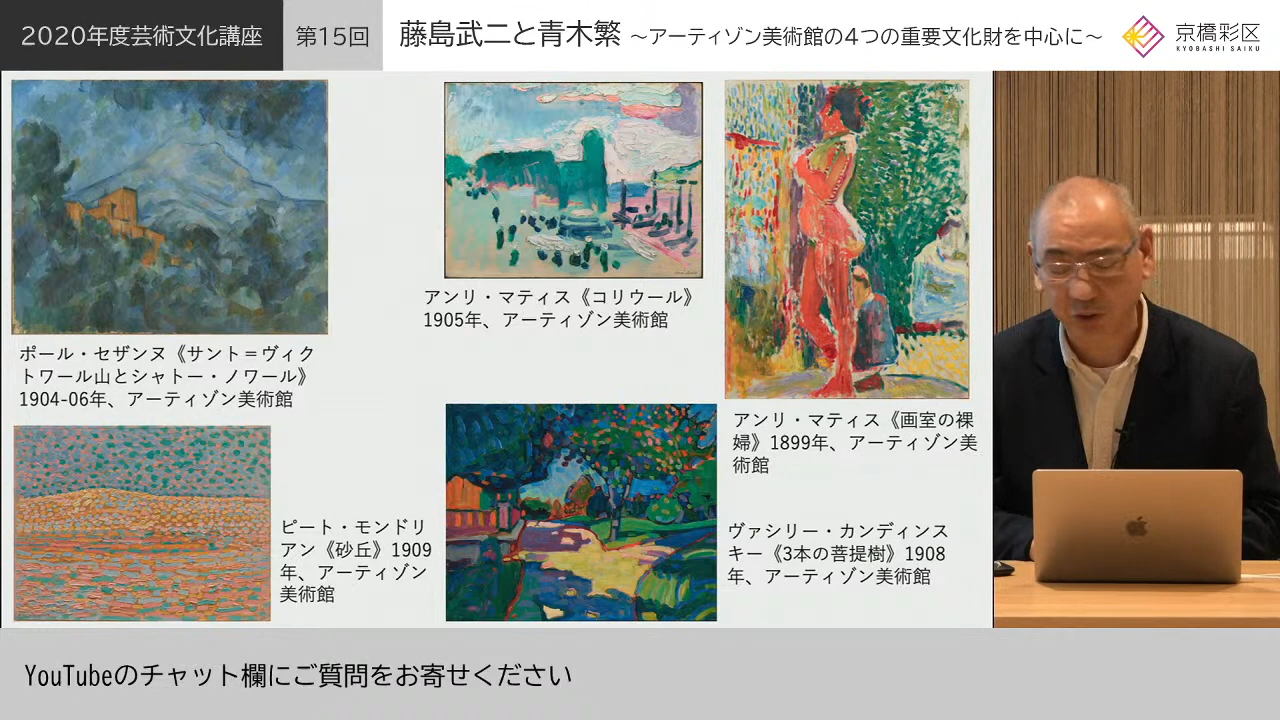 2020年度芸術文化講座
第15回
藤島武二と青木繁 ～アーティゾン美術館の4つの重要文化財を中心に～
京橋彩区
KYOBASHI SAIKU
アンリ・マティス《コリウール》
1905年、アーティゾン美術館
ポール・セザンヌ《サント＝ヴィク
トワール山とシャトー・ノワール》
1904-06年、アーティゾン美術館
アンリ・マティス《画室の裸
婦》1899年、アーティゾン美
術館
ピート・モンドリ
アン《砂丘》1909
年、アーティゾン
美術館
ヴァシリー・カンディンス
キー《3本の菩提樹》1908
年、アーティゾン美術館
YouTubeのチャット欄にご質問をお寄せください